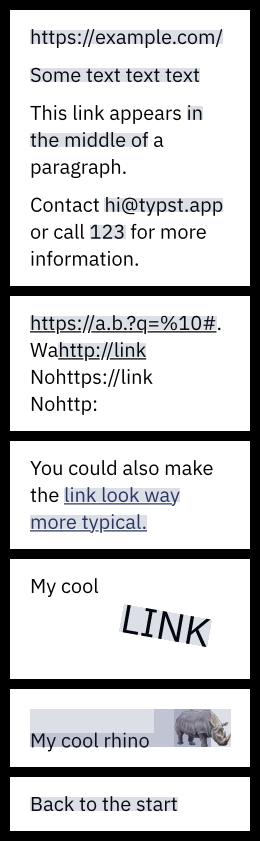 https://example.com/
Some text text text
This link appears in
the middle of a
paragraph.
Contact hi@typst.app
or call 123 for more
information.
https://a.b.?q=%10#.
Wahttp://link
Nohttps://link
Nohttp:
You could also make
the link look way
more typical.
My cool
LINK
My cool rhino
Back to the start